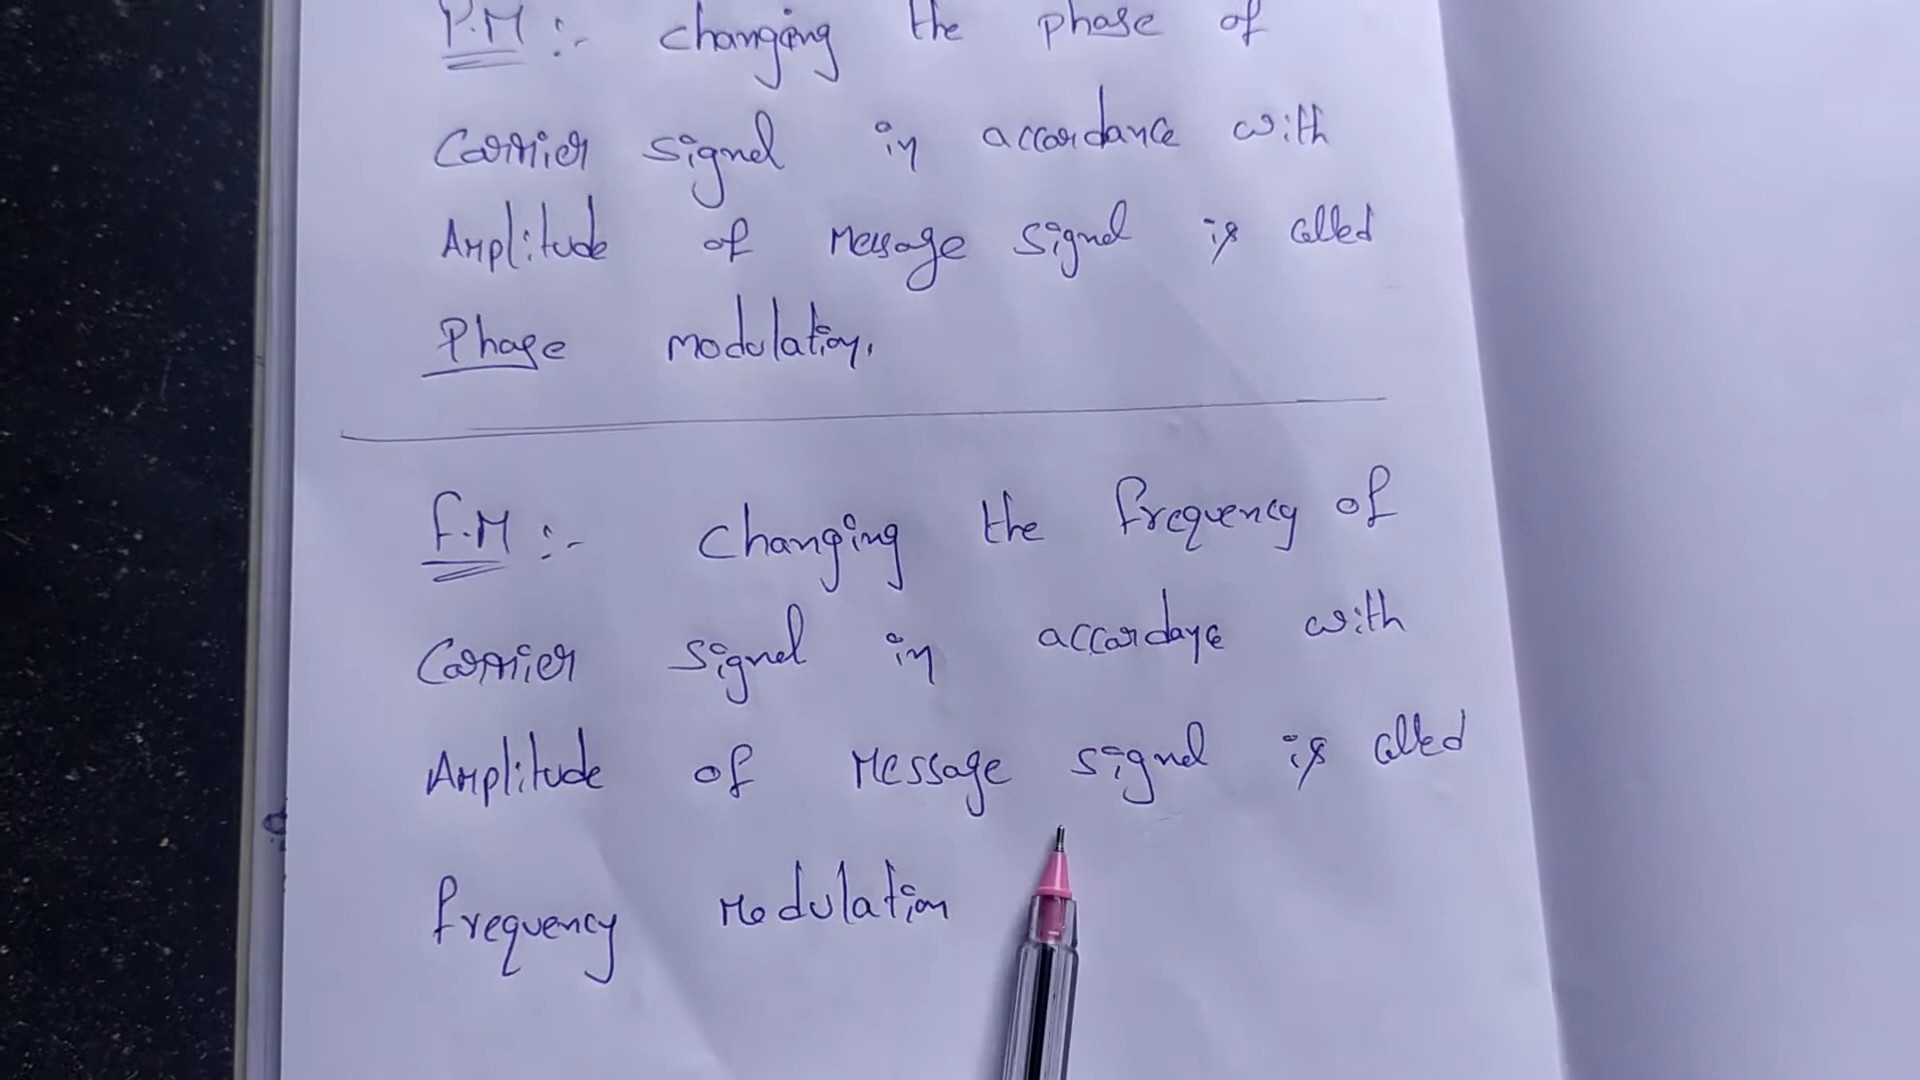 P.M :- changing the phase of
Carrier signal in accordance with
Amplitude of Message signal is called
Phase modulation.
F.M :- changing the frequency of
Carrier signal in accordance with
Amplitude of Message signal is called
frequency Modulation